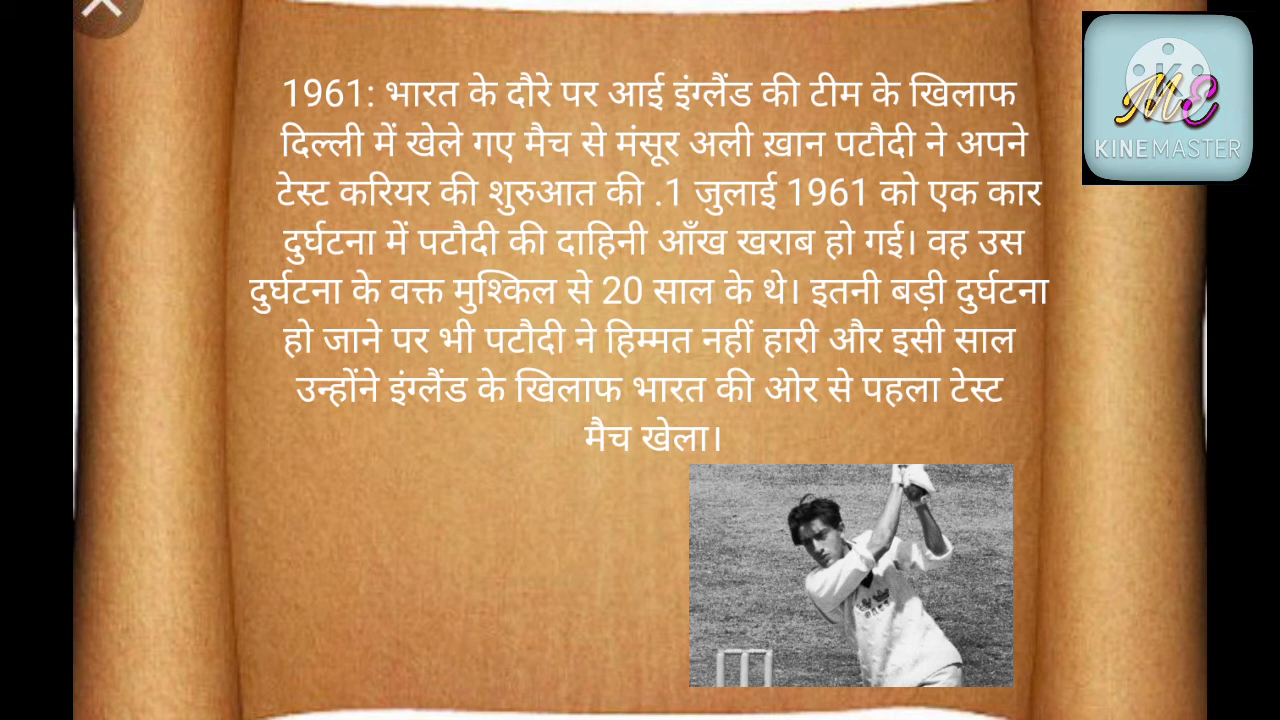 1961: भारत के दौरे पर आई इंग्लैंड की टीम के खिलाफ
दिल्ली में खेले गए मैच से मंसूर अली ख़ान पटौदी ने अपने
टेस्ट करियर की शुरुआत की .1 जुलाई 1961 को एक कार
दुर्घटना में पटौदी की दाहिनी आँख खराब हो गई। वह उस
दुर्घटना के वक्त मुश्किल से 20 साल के थे। इतनी बड़ी दुर्घटना
हो जाने पर भी पटौदी ने हिम्मत नहीं हारी और इसी साल
उन्होंने इंग्लैंड के खिलाफ भारत की ओर से पहला टेस्ट
मैच खेला।
ME
KINEMASTER